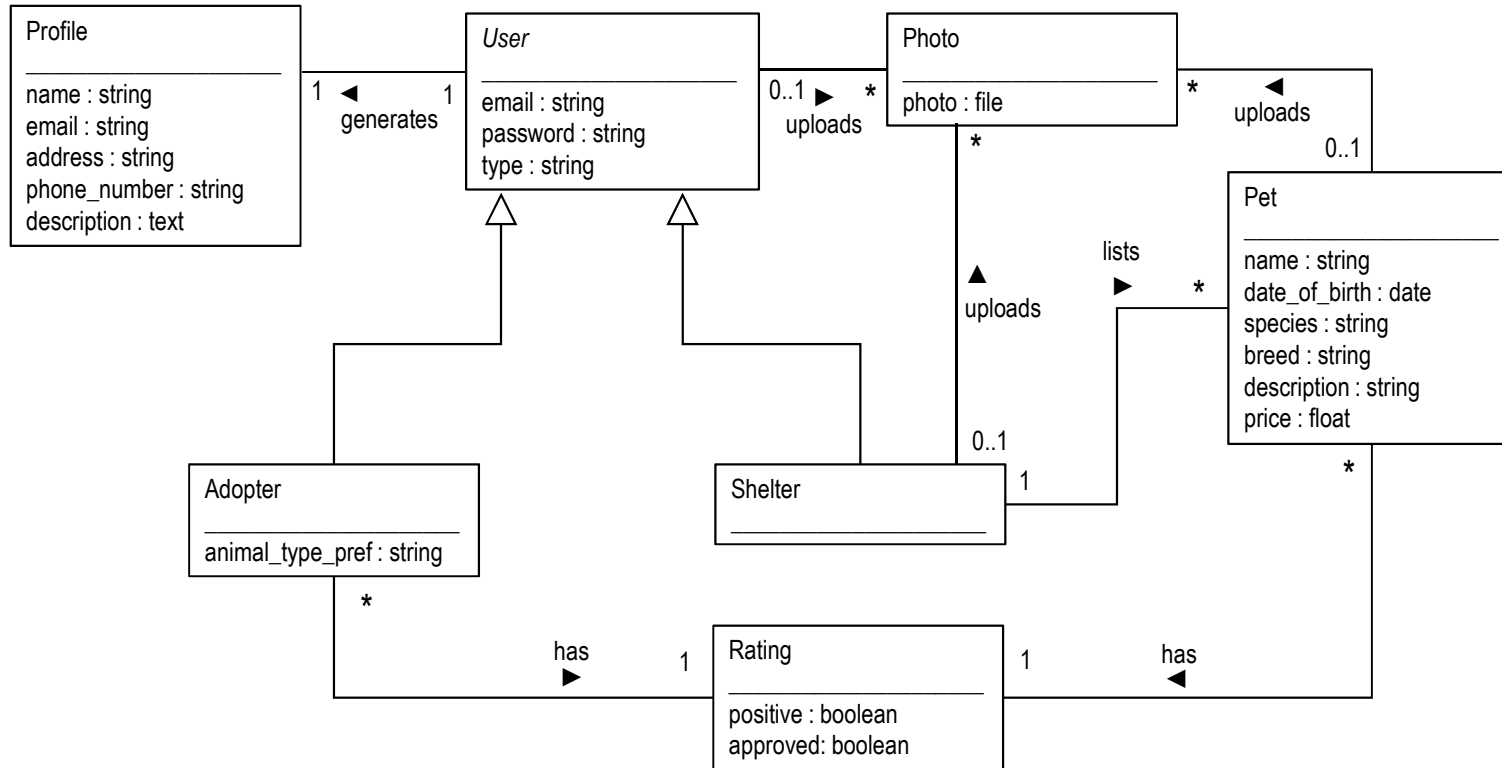 Profile
name : string
email : string
address : string
phone_number : string
description : text
1
generates
1
User
email : string
password : string
type : string
0..1
uploads
*
Photo
photo : file
*
uploads
0..1
*
uploads
0..1
Pet
name : string
date_of_birth : date
species : string
breed : string
description : string
price : float
lists
*
1
*
Adopter
animal_type_pref : string
*
Shelter
has
1
Rating
positive : boolean
approved: boolean
1
has